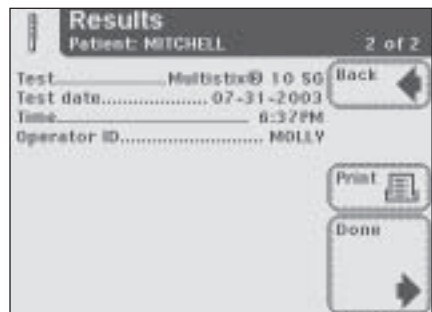 Results
Patient: MITCHELL 2 of 2
Test................Multistix® 10 SG
Test date.................... 07-31-2003
Time.................................. 6:37PM
Operator ID......................... MOLLY
Back
Print
Done